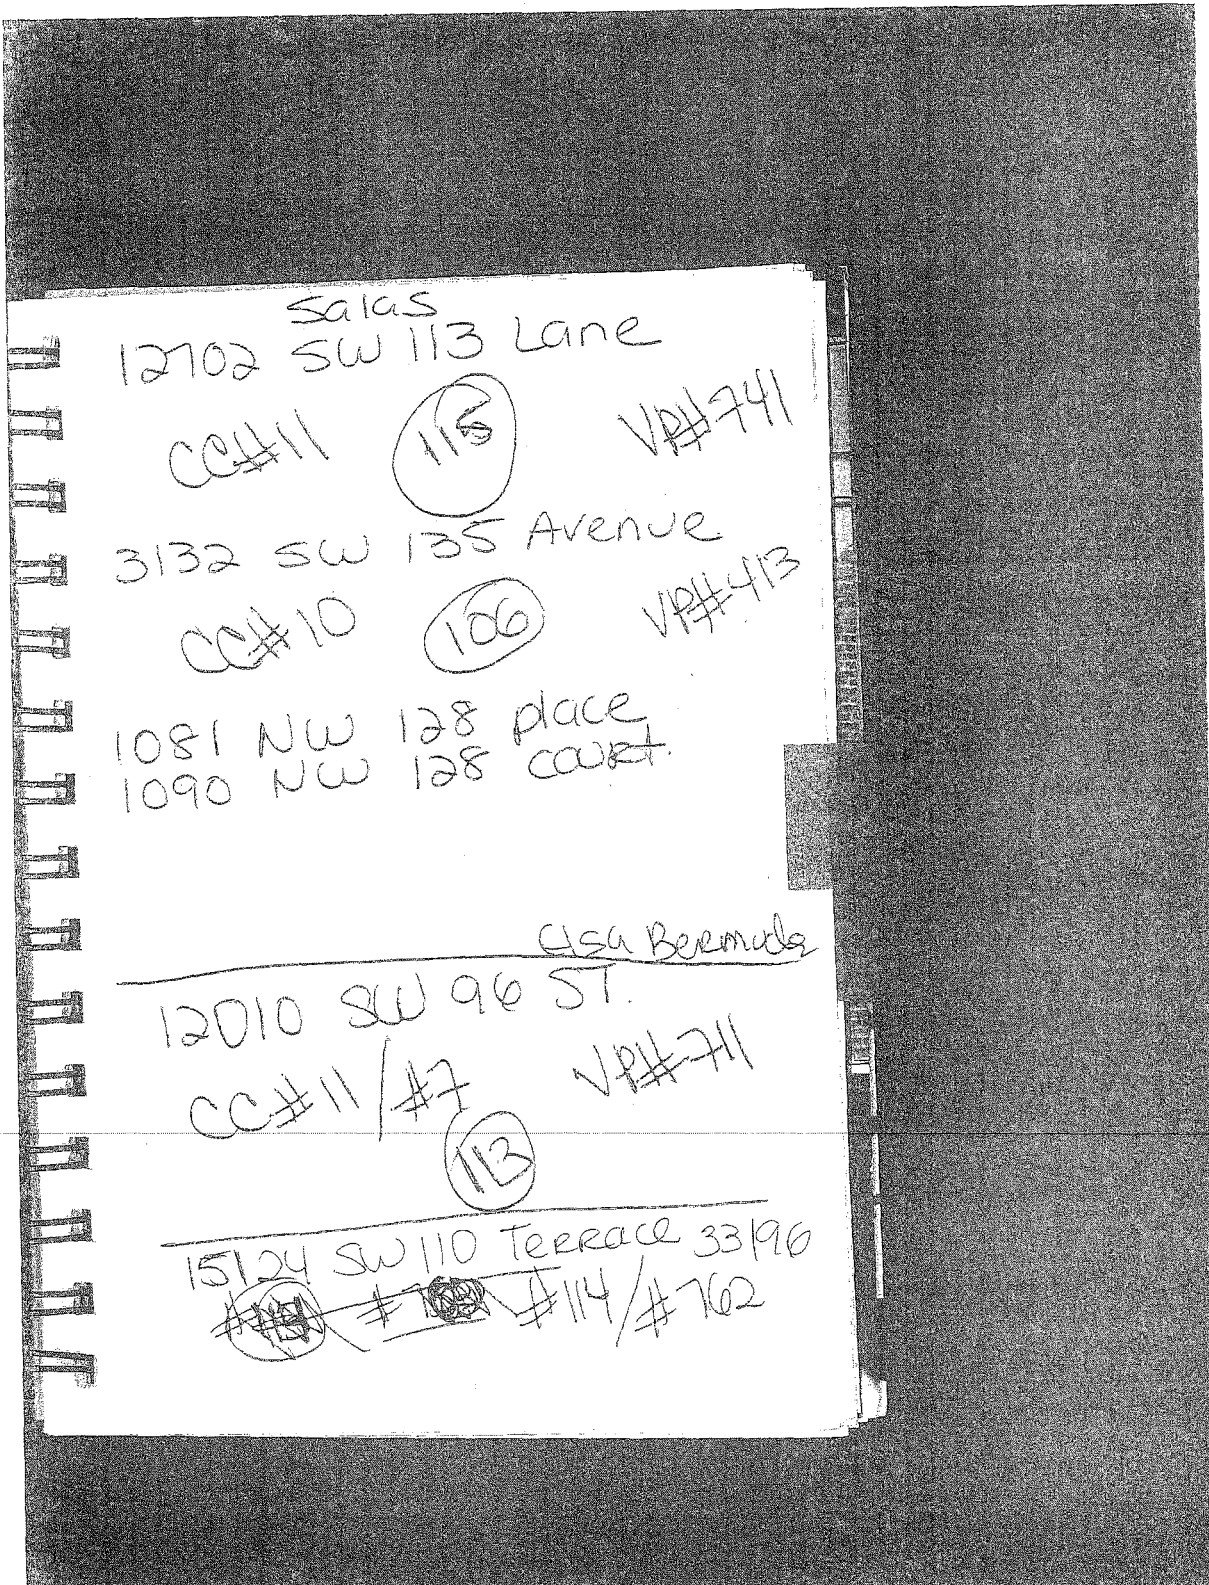 Salas
12702 SW 113 Lane
CC#11 115 VP#741
3132 SW 135 Avenue
CC#10 106 VP#413
1081 NW 128 place
1090 NW 128 court.
Elsa Bermuda
12010 SW 96 ST.
CC#11/#7 VP#711
113
15124 SW 110 Terrace 33196
#114/#762